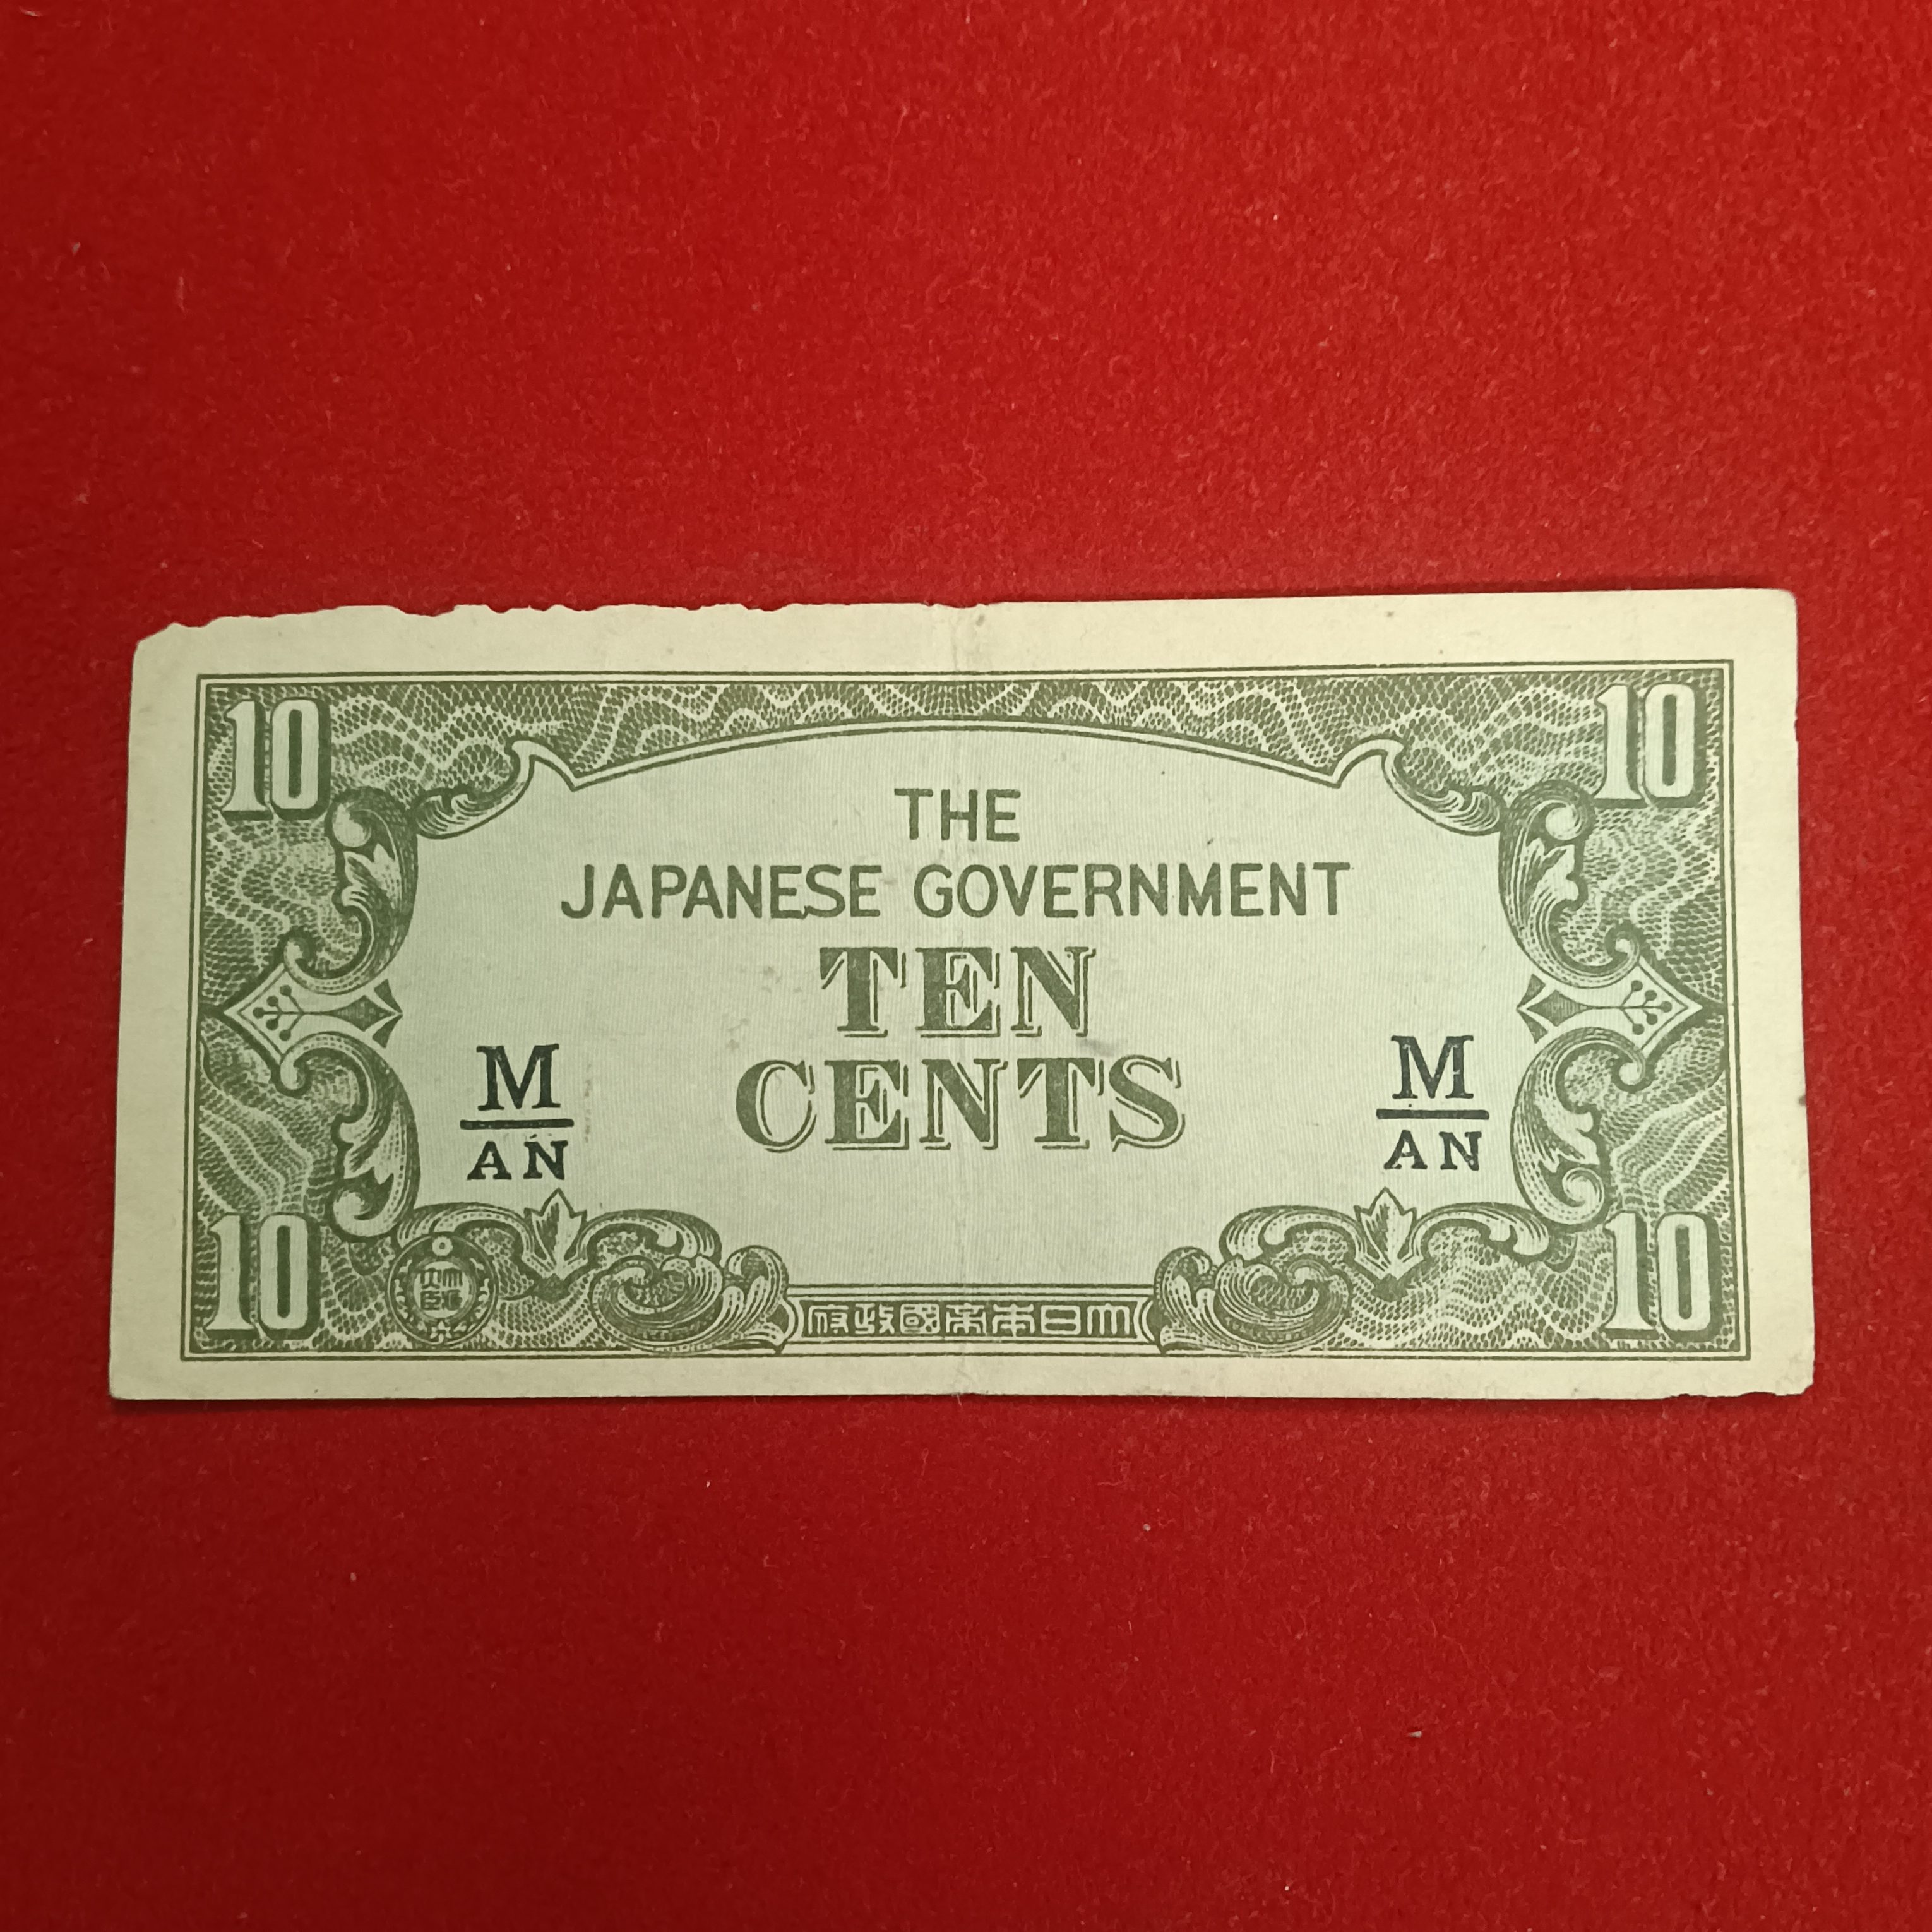 10 10
THE
JAPANESE GOVERNMENT
TEN
CENTS
M
AN
M
AN
10 10
府政國帝本日大